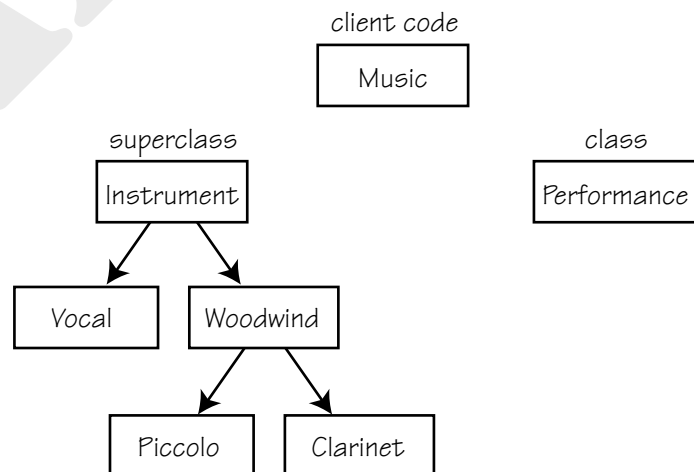 client code
Music
superclass
class
Instrument
Performance
Vocal
Woodwind
Piccolo
Clarinet